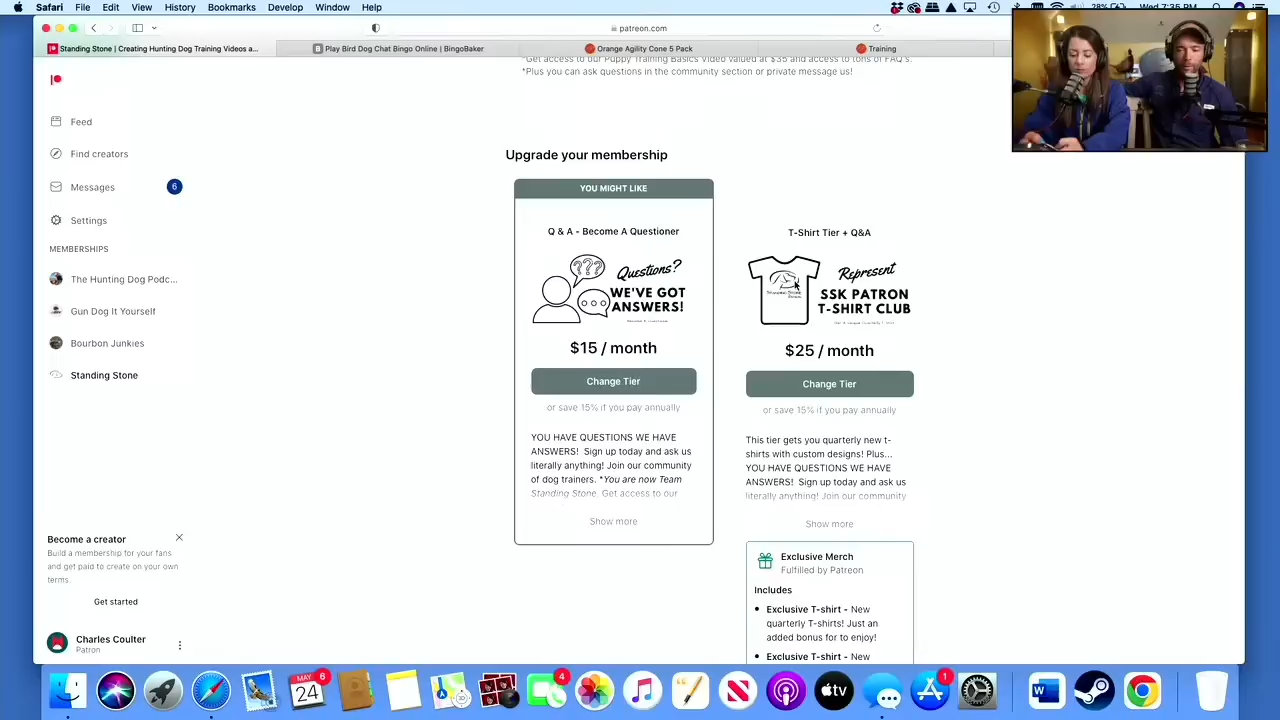 Safari File Edit View History Bookmarks Develop Window Help
28% Wed 7:35 PM
patreon.com
Standing Stone | Creating Hunting Dog Training Videos a...
Play Bird Dog Chat Bingo Online | BingoBaker
Orange Agility Cone 5 Pack
Training
*Get access to our Puppy Training Basics Video valued at $35 and access to tons of FAQ's.
*Plus you can ask questions in the community section or private message us!
Feed
Find creators
Messages 6
Settings
MEMBERSHIPS
The Hunting Dog Podc...
Gun Dog It Yourself
Bourbon Junkies
Standing Stone
Become a creator
Build a membership for your fans
and get paid to create on your own
terms.
Get started
Charles Coulter
Patron
Upgrade your membership
YOU MIGHT LIKE
Q & A - Become A Questioner
???
Questions?
WE'VE GOT
ANSWERS!
$15 / month
Change Tier
or save 15% if you pay annually
YOU HAVE QUESTIONS WE HAVE
ANSWERS! Sign up today and ask us
literally anything! Join our community
of dog trainers. *You are now Team
Standing Stone. Get access to our
Show more
T-Shirt Tier + Q&A
Represent
SSK PATRON
T-SHIRT CLUB
$25 / month
Change Tier
or save 15% if you pay annually
This tier gets you quarterly new t-
shirts with custom designs! Plus...
YOU HAVE QUESTIONS WE HAVE
ANSWERS! Sign up today and ask us
literally anything! Join our community
Show more
Exclusive Merch
Fulfilled by Patreon
Includes
• Exclusive T-shirt - New
quarterly T-shirts! Just an
added bonus for to enjoy!
• Exclusive T-shirt - New
MAY
24
6
4
1
tv
W